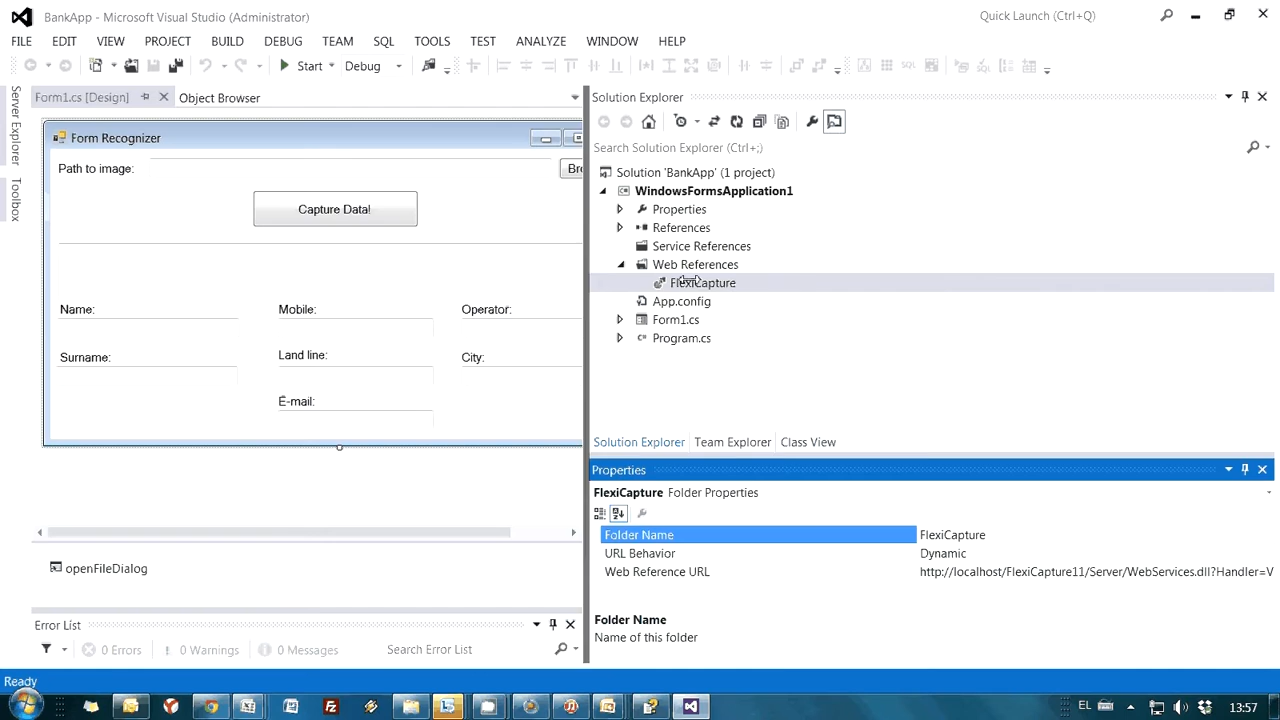 BankApp - Microsoft Visual Studio (Administrator)
Quick Launch (Ctrl+Q)
FILE EDIT VIEW PROJECT BUILD DEBUG TEAM SQL TOOLS TEST ANALYZE WINDOW HELP
Start Debug
Server Explorer
Toolbox
Form1.cs [Design] Object Browser
Form Recognizer
Path to image:
Capture Data!
Name: Mobile: Operator:
Surname: Land line: City:
E-mail:
openFileDialog
Error List
0 Errors 0 Warnings 0 Messages Search Error List
Solution Explorer
Search Solution Explorer (Ctrl+;)
Solution 'BankApp' (1 project)
WindowsFormsApplication1
Properties
References
Service References
Web References
FlexiCapture
App.config
Form1.cs
Program.cs
Solution Explorer Team Explorer Class View
Properties
FlexiCapture Folder Properties
Folder Name FlexiCapture
URL Behavior Dynamic
Web Reference URL http://localhost/FlexiCapture11/Server/WebServices.dll?Handler=V
Folder Name
Name of this folder
Ready
EL 13:57